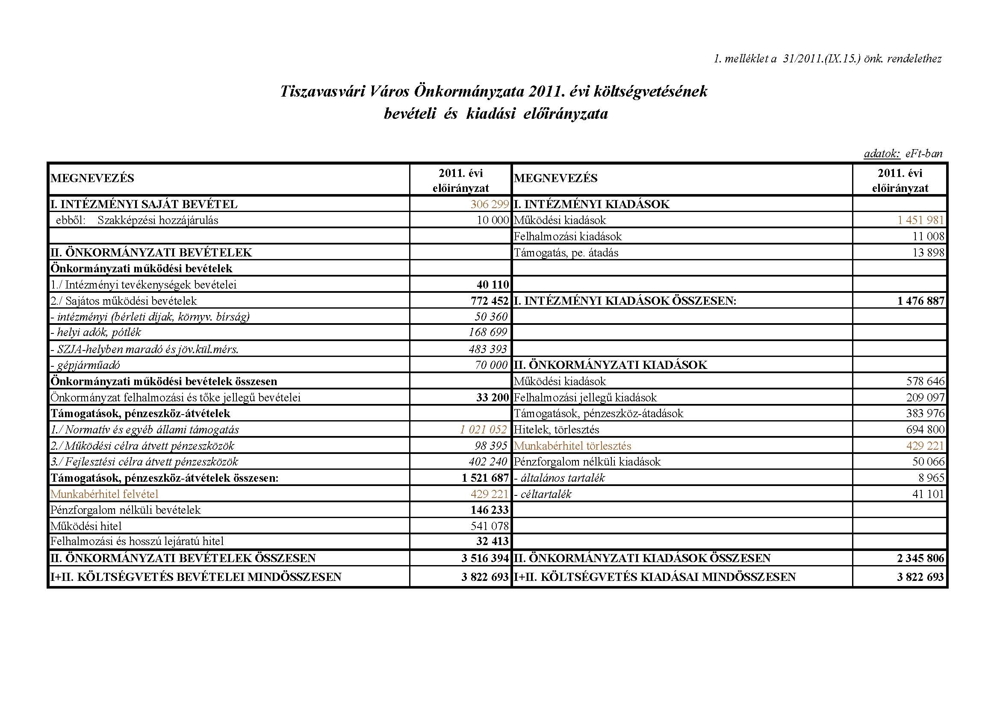 1. melléklet a 31/2011.(IX.15.) önk. rendelethez
Tiszavasvári Város Önkormányzata 2011. évi költségvetésének
bevételi és kiadási előirányzata
adatok: eFt-ban
MEGNEVEZÉS 2011. évi előirányzat MEGNEVEZÉS 2011. évi előirányzat
I. INTÉZMÉNYI SAJÁT BEVÉTEL 306 299 I. INTÉZMÉNYI KIADÁSOK
ebből: Szakképzési hozzájárulás 10 000 Működési kiadások 1 451 981
Felhalmozási kiadások 11 008
II. ÖNKORMÁNYZATI BEVÉTELEK Támogatás, pe. átadás 13 898
Önkormányzati működési bevételek
1./ Intézményi tevékenységek bevételei 40 110
2./ Sajátos működési bevételek 772 452 I. INTÉZMÉNYI KIADÁSOK ÖSSZESEN: 1 476 887
- intézményi (bérleti díjak, környv. bírság) 50 360
- helyi adók, pótlék 168 699
- SZJA-helyben maradó és jöv.kül.mérs. 483 393
- gépjárműadó 70 000 II. ÖNKORMÁNYZATI KIADÁSOK
Önkormányzati működési bevételek összesen Működési kiadások 578 646
Önkormányzat felhalmozási és tőke jellegű bevételei 33 200 Felhalmozási jellegű kiadások 209 097
Támogatások, pénzeszköz-átvételek Támogatások, pénzeszköz-átadások 383 976
1./ Normatív és egyéb állami támogatás 1 021 052 Hitelek, törlesztés 694 800
2./ Működési célra átvett pénzeszközök 98 395 Munkabérhitel törlesztés 429 221
3./ Fejlesztési célra átvett pénzeszközök 402 240 Pénzforgalom nélküli kiadások 50 066
Támogatások, pénzeszköz-átvételek összesen: 1 521 687 - általános tartalék 8 965
Munkabérhitel felvétel 429 221 - céltartalék 41 101
Pénzforgalom nélküli bevételek 146 233
Működési hitel 541 078
Felhalmozási és hosszú lejáratú hitel 32 413
II. ÖNKORMÁNYZATI BEVÉTELEK ÖSSZESEN 3 516 394 II. ÖNKORMÁNYZATI KIADÁSOK ÖSSZESEN 2 345 806
I+II. KÖLTSÉGVETÉS BEVÉTELEI MINDÖSSZESEN 3 822 693 I+II. KÖLTSÉGVETÉS KIADÁSAI MINDÖSSZESEN 3 822 693